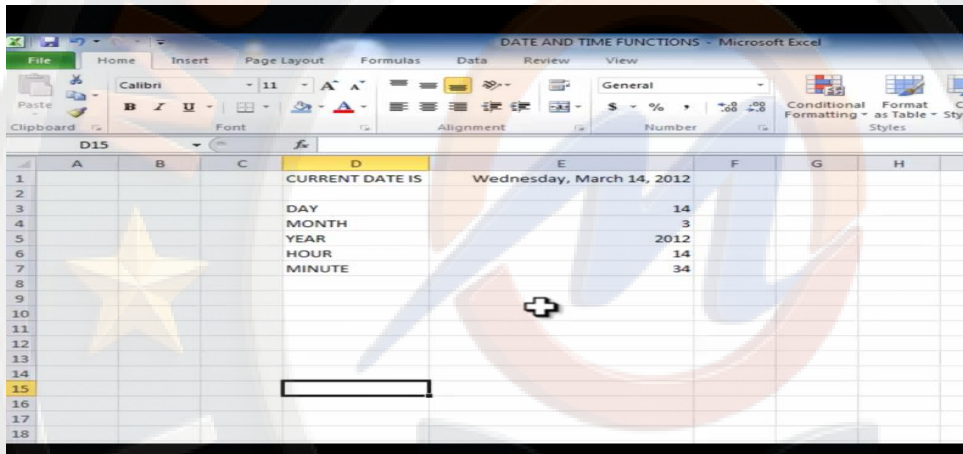 DATE AND TIME FUNCTIONS - Microsoft Excel
File Home Insert Page Layout Formulas Data Review View
Calibri 11 General
Paste B I U $ % , Conditional Format
Formatting as Table
Clipboard Font Alignment Number Styles
D15 fx
A B C D E F G H
1 CURRENT DATE IS Wednesday, March 14, 2012
2
3 DAY 14
4 MONTH 3
5 YEAR 2012
6 HOUR 14
7 MINUTE 34
8
9
10
11
12
13
14
15
16
17
18